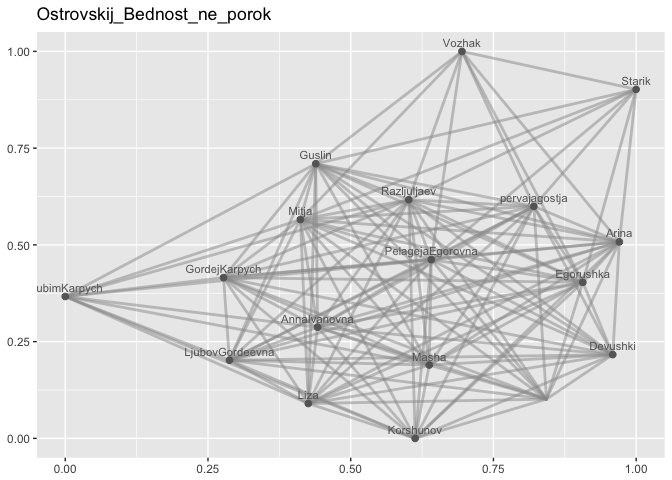 Ostrovskij_Bednost_ne_porok
1.00
0.75
0.50
0.25
0.00
Vozhak
Starik
Guslin
Razljuljaev
pervajagostja
Mitja
Arina
PelagejaEgorovna
GordejKarpych
Egorushka
ubimKarpych
AnnaIvanovna
LjubovGordeevna
Devushki
Masha
Liza
Korshunov
0.00 0.25 0.50 0.75 1.00